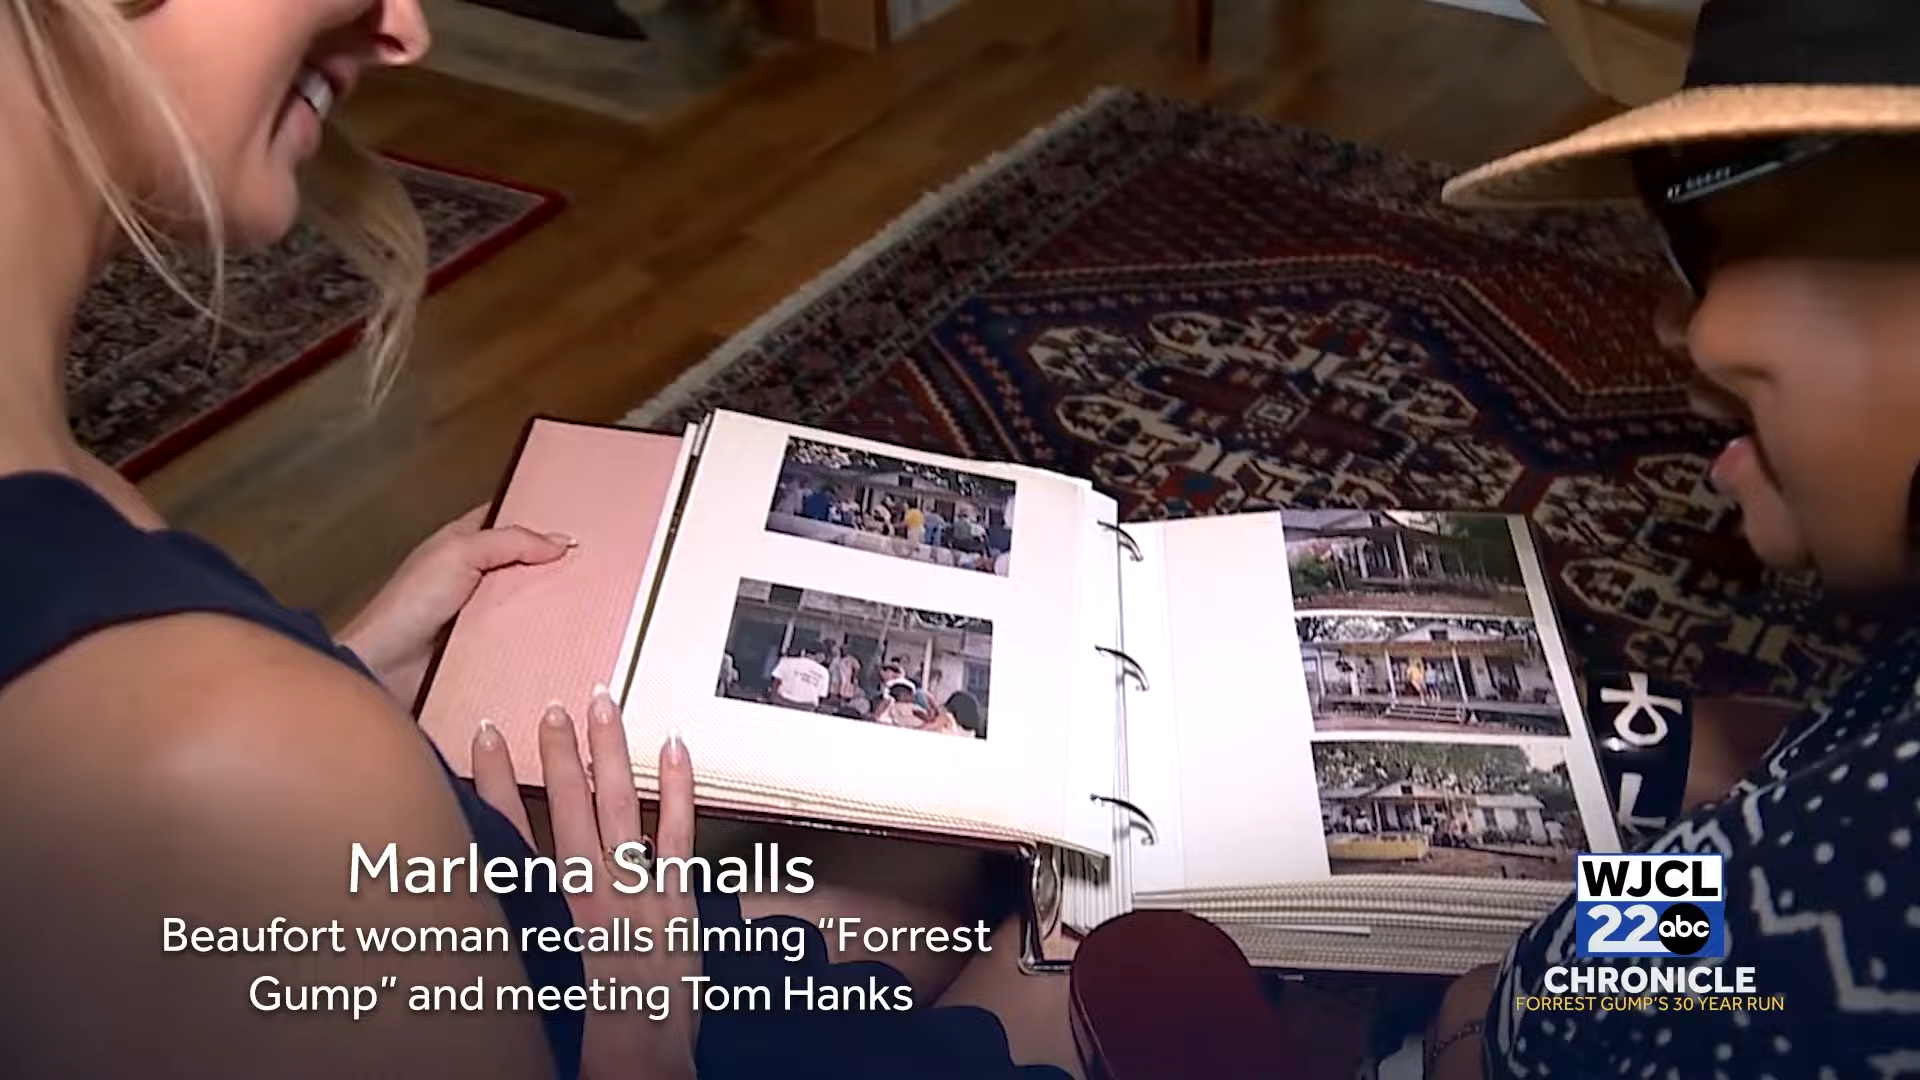 Marlena Smalls
Beaufort woman recalls filming “Forrest
Gump” and meeting Tom Hanks
WJCL
22 abc
CHRONICLE
FORREST GUMP'S 30 YEAR RUN